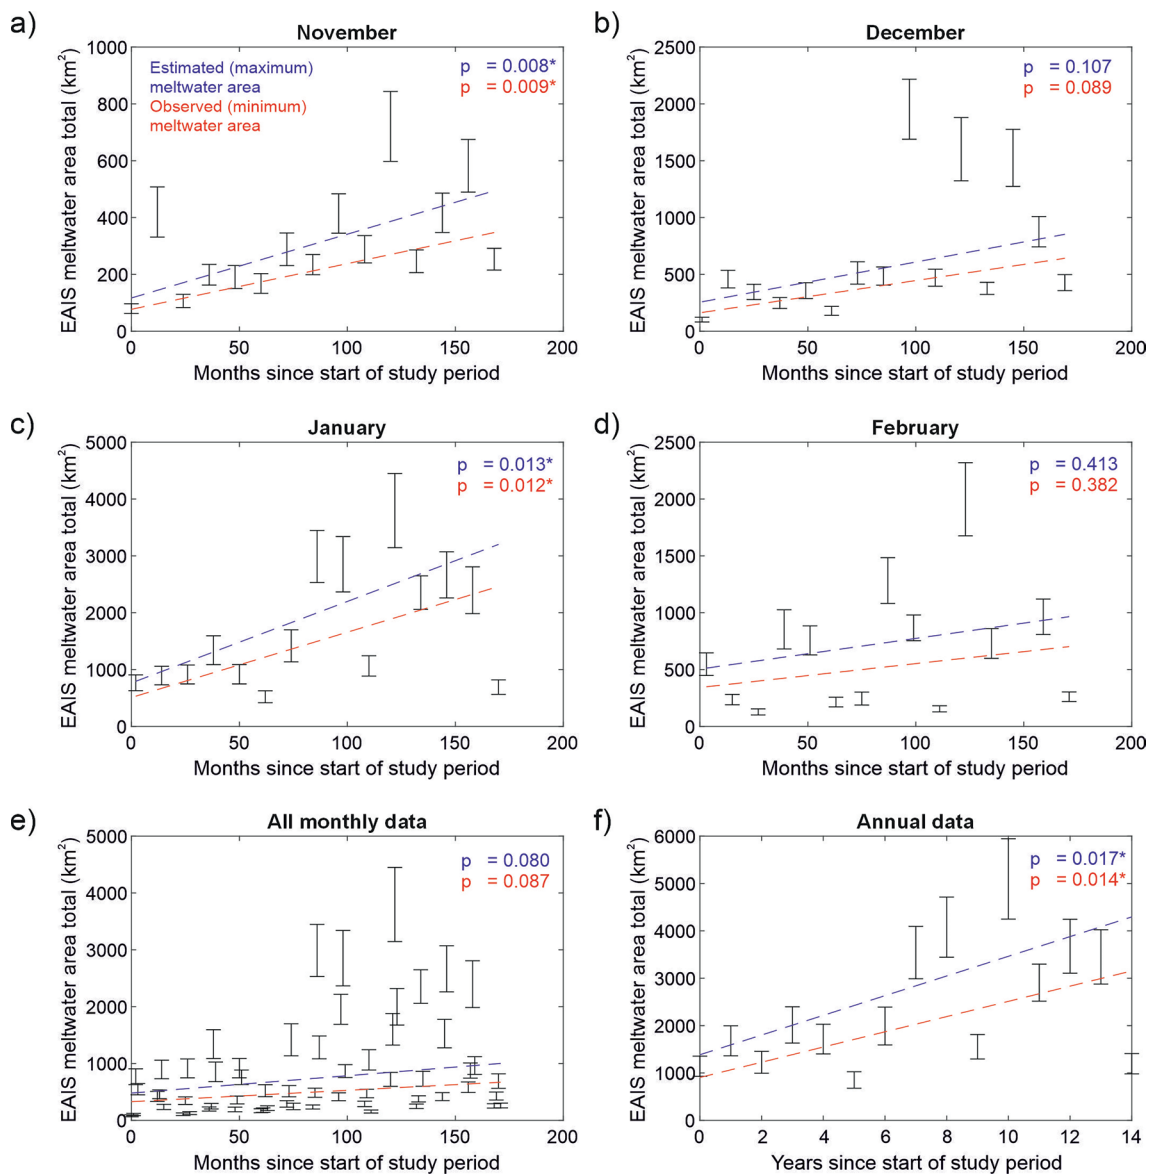 a)
November
EAIS meltwater area total (km²)
1000
800
600
400
200
0
Estimated (maximum)
meltwater area
Observed (minimum)
meltwater area
p = 0.008*
p = 0.009*
0 50 100 150 200
Months since start of study period
b)
December
EAIS meltwater area total (km²)
2500
2000
1500
1000
500
0
p = 0.107
p = 0.089
0 50 100 150 200
Months since start of study period
c)
January
EAIS meltwater area total (km²)
5000
4000
3000
2000
1000
0
p = 0.013*
p = 0.012*
0 50 100 150 200
Months since start of study period
d)
February
EAIS meltwater area total (km²)
2500
2000
1500
1000
500
0
p = 0.413
p = 0.382
0 50 100 150 200
Months since start of study period
e)
All monthly data
EAIS meltwater area total (km²)
5000
4000
3000
2000
1000
0
p = 0.080
p = 0.087
0 50 100 150 200
Months since start of study period
f)
Annual data
EAIS meltwater area total (km²)
6000
5000
4000
3000
2000
1000
0
p = 0.017*
p = 0.014*
0 2 4 6 8 10 12 14
Years since start of study period